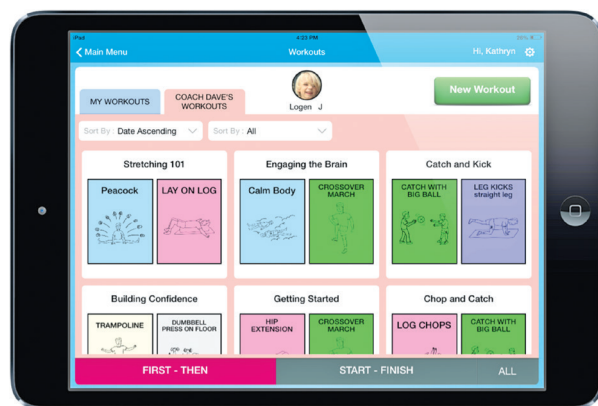 iPad 4:22 PM
Main Menu Workouts Hi, Kathryn
MY WORKOUTS
COACH DAVE'S
WORKOUTS
Logen J
New Workout
Sort By : Date Ascending Sort By : All
Stretching 101
Peacock
LAY ON LOG
Engaging the Brain
Calm Body
CROSSOVER
MARCH
Catch and Kick
CATCH WITH
BIG BALL
LEG KICKS
straight leg
Building Confidence
TRAMPOLINE
DUMBBELL
PRESS ON FLOOR
Getting Started
HIP
EXTENSION
CROSSOVER
MARCH
Chop and Catch
LOG CHOPS
CATCH WITH
BIG BALL
FIRST - THEN START - FINISH ALL